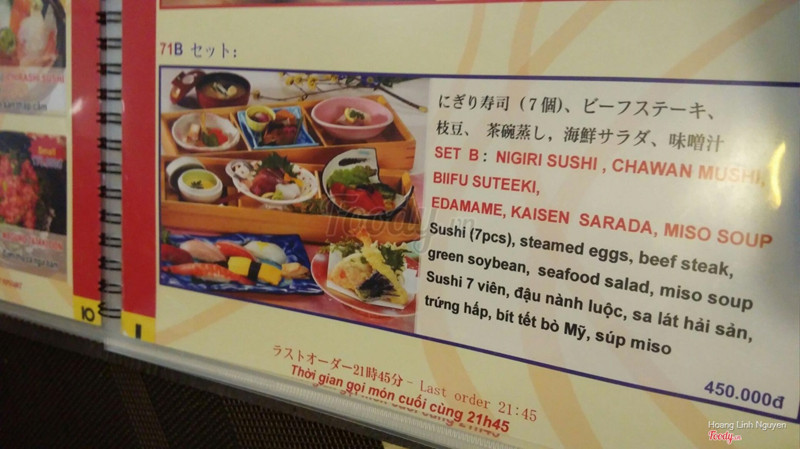 71B セット:
にぎり寿司 (7個)、ビーフステーキ、
枝豆、 茶碗蒸し, 海鮮サラダ、味噌汁
SET B : NIGIRI SUSHI , CHAWAN MUSHI,
BIIFU SUTEEKI,
EDAMAME, KAISEN SARADA, MISO SOUP
Sushi (7pcs), steamed eggs, beef steak,
green soybean, seafood salad, miso soup
Sushi 7 viên, đậu nành luộc, sa lát hải sản,
trứng hấp, bít tết bò Mỹ, súp miso
450.000đ
ラストオーダー21時45分 - Last order 21:45
Thời gian gọi món cuối cùng 21h45
10
Small
Foody.vn
Hoang Linh Nguyen
Foody.vn